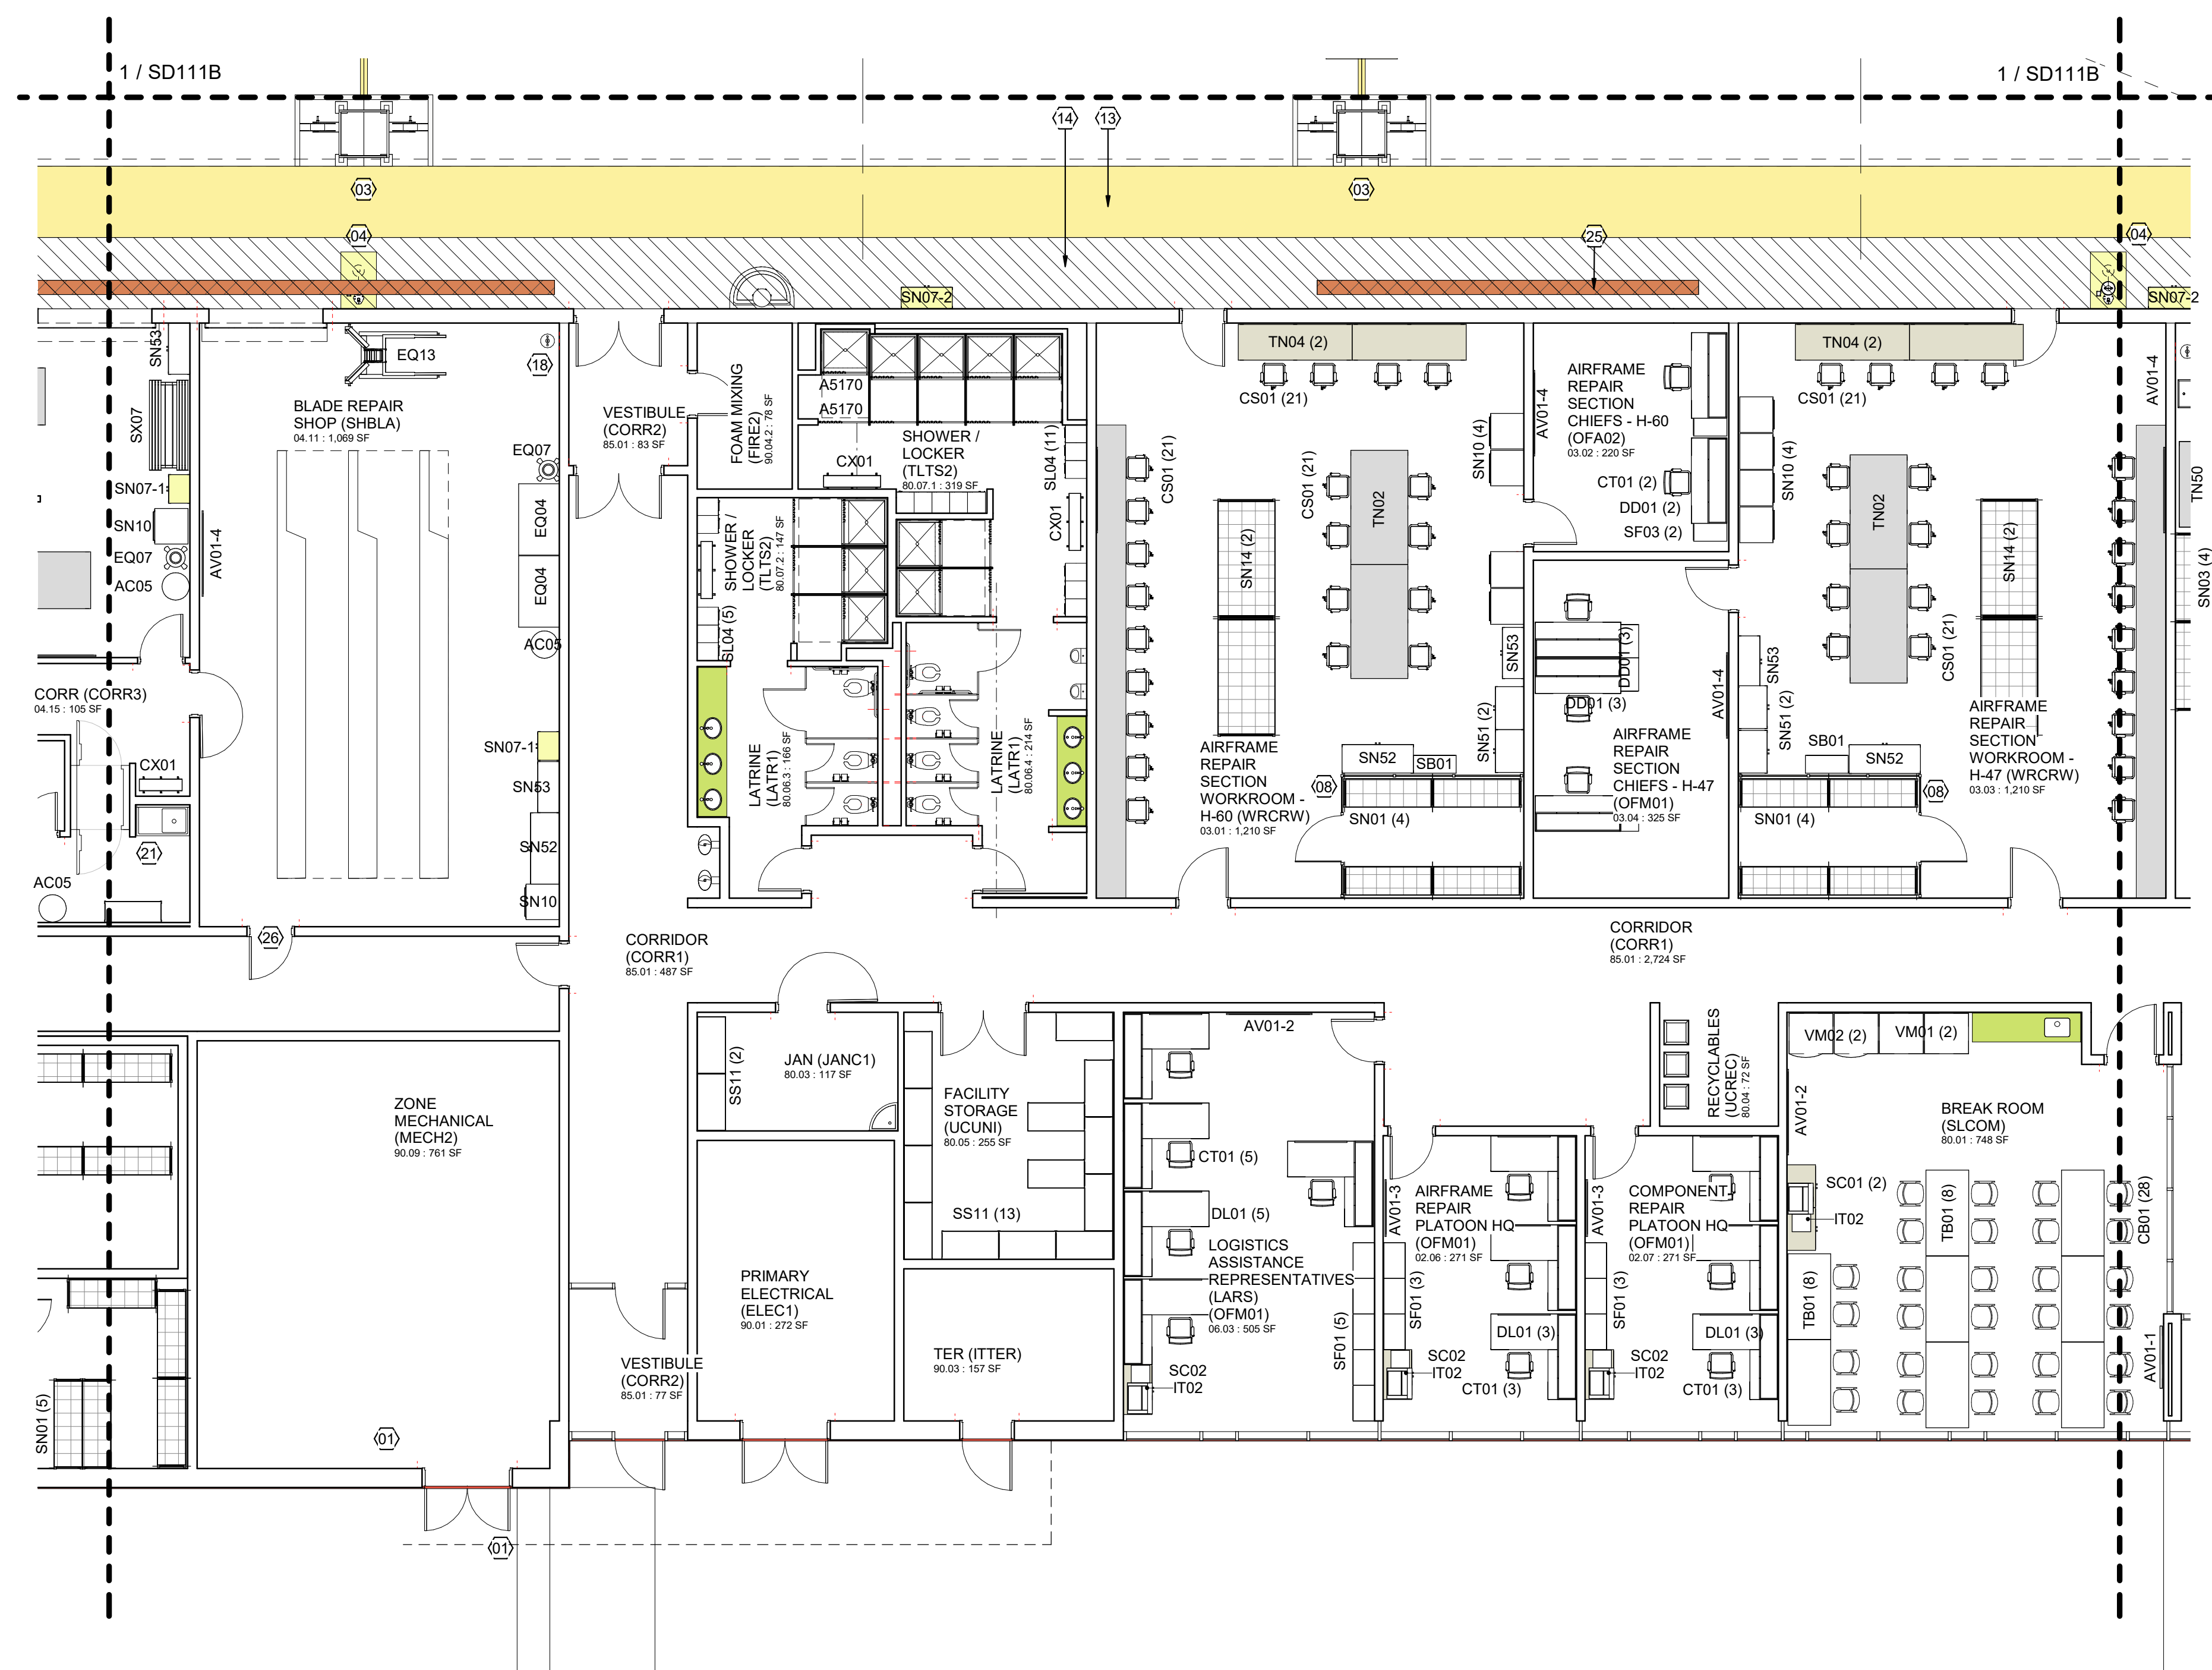 1 / SD111B
1 / SD111B
14
13
03
03
04
25
04
SN07-2
SN07-2
SN53
EQ13
18
BLADE REPAIR
SHOP (SHBLA)
04.11 : 1,069 SF
SX07
SN07-1
SN10
EQ07
AC05
AV01-4
EQ07
EQ04
EQ04
AC05
SN07-1
SN53
SN52
SN10
VESTIBULE
(CORR2)
85.01 : 83 SF
FOAM MIXING
(FIRE2)
90.04.2 : 78 SF
A5170
A5170
SHOWER /
LOCKER
(TLTS2)
80.07.1 : 319 SF
SL04 (11)
CX01
CX01
SHOWER /
LOCKER
(TLTS2)
80.07.2 : 147 SF
SL04 (5)
LATRINE
(LATR1)
80.06.3 : 166 SF
LATRINE
(LATR1)
80.06.4 : 214 SF
TN04 (2)
CS01 (21)
CS01 (21)
CS01 (21)
SN10 (4)
TN02
SN14 (2)
SN53
SN51 (2)
SN52
SB01
08
SN01 (4)
AIRFRAME
REPAIR
SECTION
WORKROOM -
H-60 (WRCRW)
03.01 : 1,210 SF
AV01-4
AIRFRAME
REPAIR
SECTION
CHIEFS - H-60
(OFA02)
03.02 : 220 SF
CT01 (2)
DD01 (2)
SF03 (2)
DD01 (3)
DD01 (3)
AV01-4
AIRFRAME
REPAIR
SECTION
CHIEFS - H-47
(OFM01)
03.04 : 325 SF
TN04 (2)
CS01 (21)
SN10 (4)
TN02
SN14 (2)
CS01 (21)
SN53
SN51 (2)
SB01
SN52
08
SN01 (4)
AIRFRAME
REPAIR
SECTION
WORKROOM -
H-47 (WRCRW)
03.03 : 1,210 SF
AV01-4
TN50
SN03 (4)
CORR (CORR3)
04.15 : 105 SF
CX01
21
AC05
26
CORRIDOR
(CORR1)
85.01 : 487 SF
CORRIDOR
(CORR1)
85.01 : 2,724 SF
ZONE
MECHANICAL
(MECH2)
90.09 : 761 SF
SN01 (5)
01
01
SS11 (2)
JAN (JANC1)
80.03 : 117 SF
FACILITY
STORAGE
(UCUNI)
80.05 : 255 SF
SS11 (13)
PRIMARY
ELECTRICAL
(ELEC1)
90.01 : 272 SF
VESTIBULE
(CORR2)
85.01 : 77 SF
TER (ITTER)
90.03 : 157 SF
AV01-2
CT01 (5)
DL01 (5)
LOGISTICS
ASSISTANCE
REPRESENTATIVES
(LARS)
(OFM01)
06.03 : 505 SF
SF01 (5)
SC02
IT02
AV01-3
AIRFRAME
REPAIR
PLATOON HQ
(OFM01)
02.06 : 271 SF
SF01 (3)
DL01 (3)
SC02
IT02
CT01 (3)
AV01-3
COMPONENT
REPAIR
PLATOON HQ
(OFM01)
02.07 : 271 SF
SF01 (3)
DL01 (3)
SC02
IT02
CT01 (3)
RECYCLABLES
(UCREC)
80.04 : 72 SF
VM02 (2)
VM01 (2)
AV01-2
BREAK ROOM
(SLCOM)
80.01 : 748 SF
SC01 (2)
IT02
TB01 (8)
TB01 (8)
CB01 (28)
AV01-1